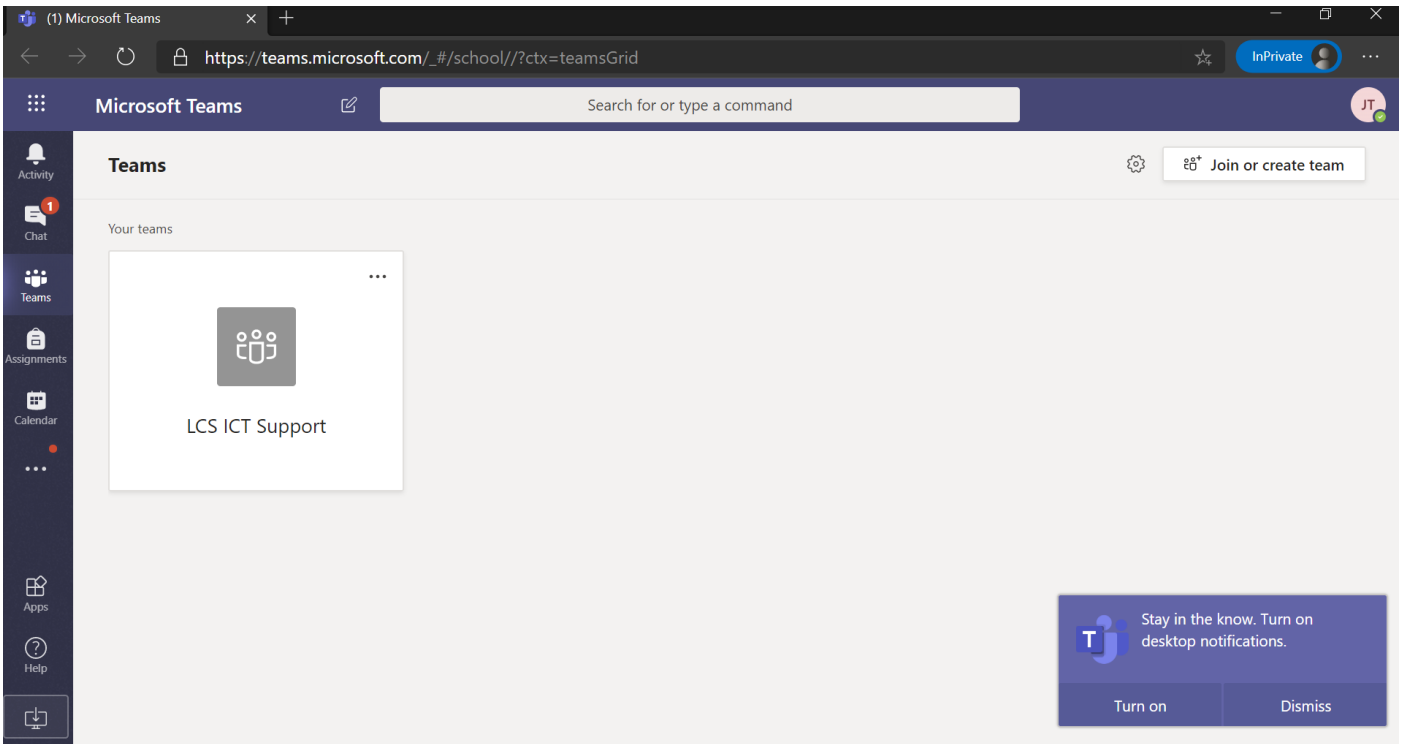 (1) Microsoft Teams
https://teams.microsoft.com/_#/school//?ctx=teamsGrid
InPrivate
Microsoft Teams
Search for or type a command
JT
Activity
1
Chat
Teams
Assignments
Calendar
Apps
Help
Teams
Join or create team
Your teams
LCS ICT Support
T
Stay in the know. Turn on
desktop notifications.
Turn on
Dismiss